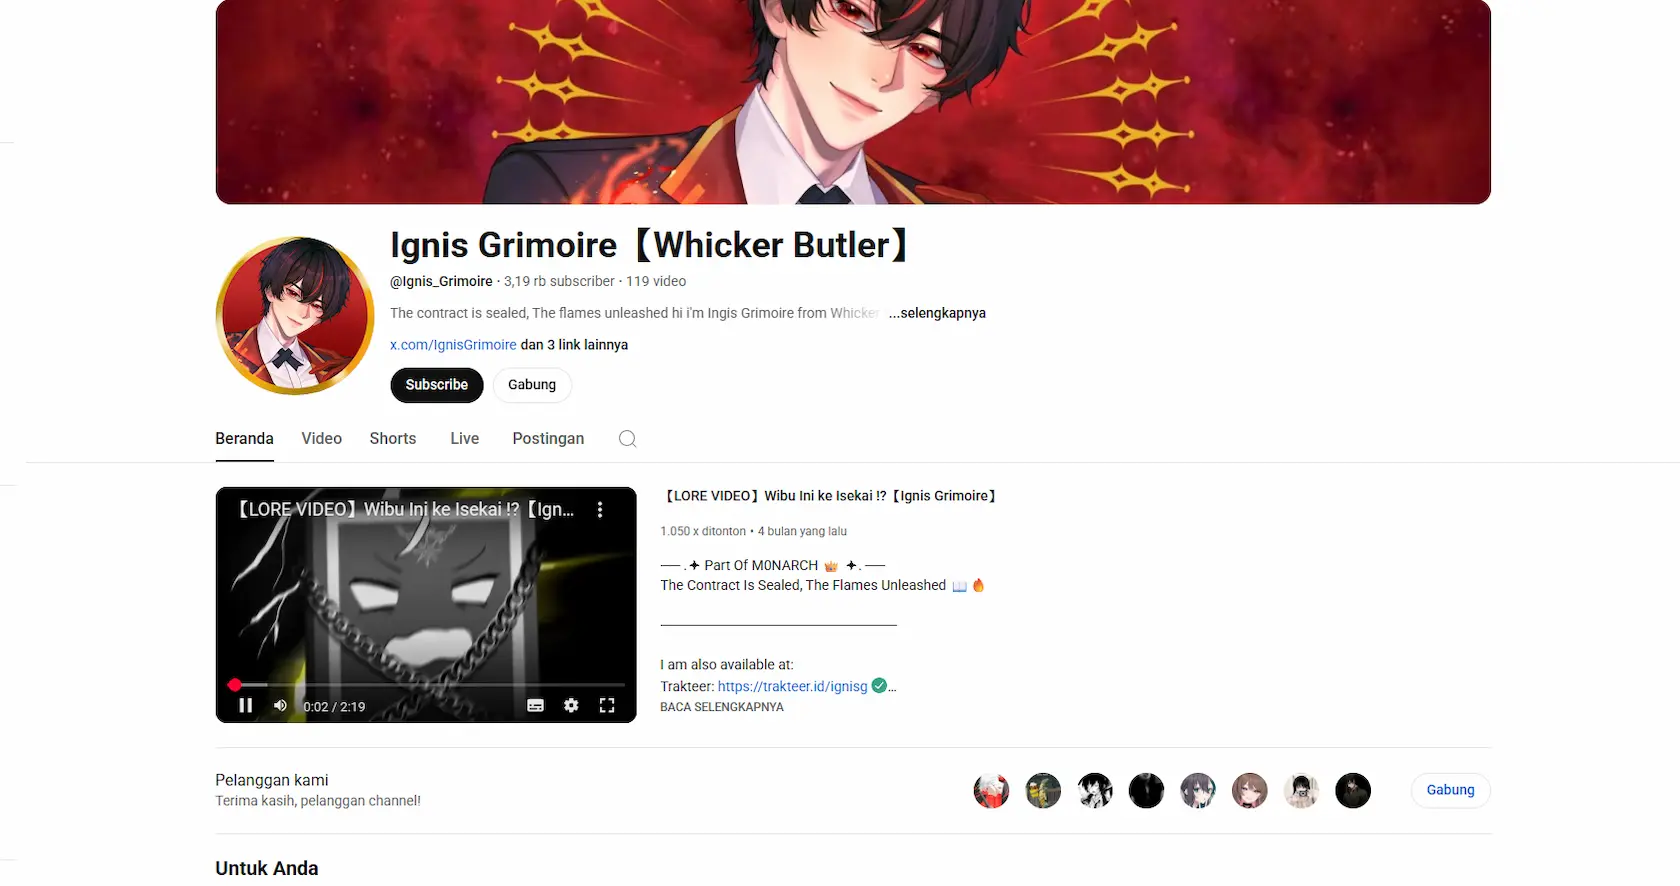 Ignis Grimoire【Whicker Butler】
@Ignis_Grimoire · 3,19 rb subscriber · 119 video
The contract is sealed, The flames unleashed hi i'm Ingis Grimoire from Whicker ...selengkapnya
x.com/IgnisGrimoire dan 3 link lainnya
Subscribe Gabung
Beranda Video Shorts Live Postingan
【LORE VIDEO】Wibu Ini ke Isekai !?【Ign...
0:02 / 2:19
【LORE VIDEO】Wibu Ini ke Isekai !?【Ignis Grimoire】
1.050 x ditonton • 4 bulan yang lalu
── .✦ Part Of M0NARCH 👑 ✦. ──
The Contract Is Sealed, The Flames Unleashed 📖 🔥
I am also available at:
Trakteer: https://trakteer.id/ignisg ✅...
BACA SELENGKAPNYA
Pelanggan kami
Terima kasih, pelanggan channel!
Gabung
Untuk Anda